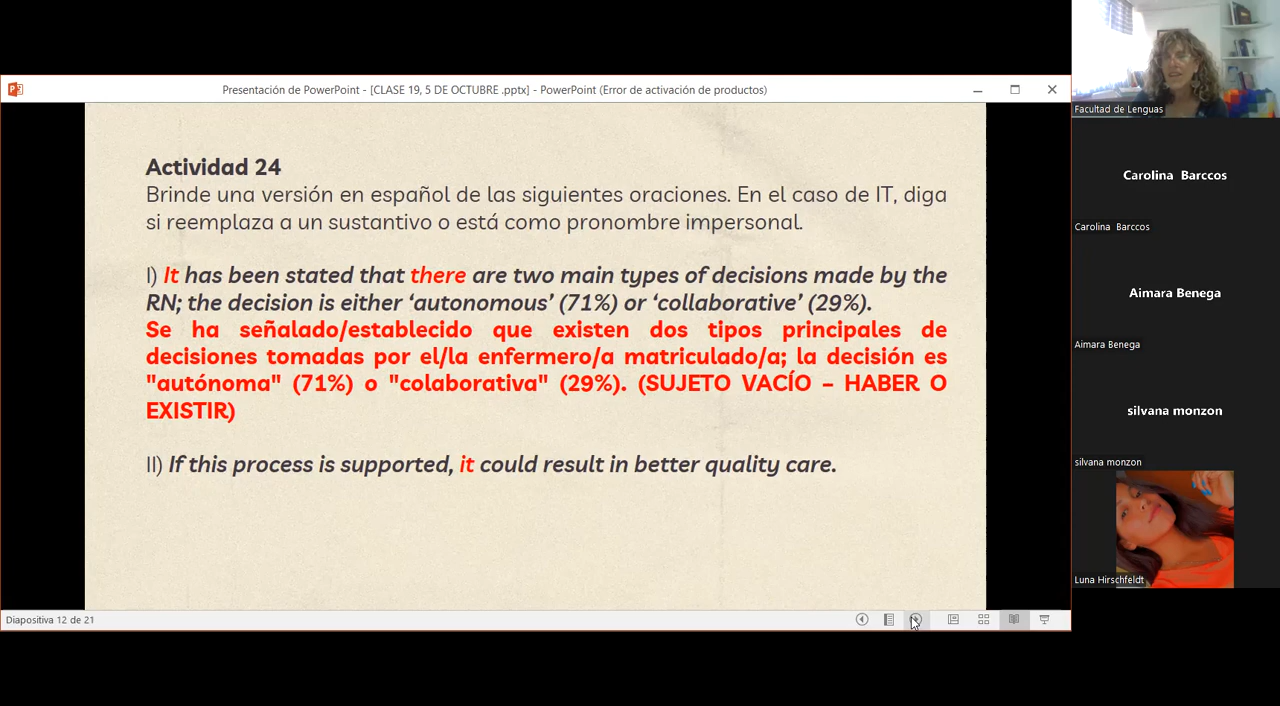 Presentación de PowerPoint - [CLASE 19, 5 DE OCTUBRE .pptx] - PowerPoint (Error de activación de productos)
Actividad 24
Brinde una versión en español de las siguientes oraciones. En el caso de IT, diga
si reemplaza a un sustantivo o está como pronombre impersonal.
I) It has been stated that there are two main types of decisions made by the
RN; the decision is either ‘autonomous’ (71%) or ‘collaborative’ (29%).
Se ha señalado/establecido que existen dos tipos principales de
decisiones tomadas por el/la enfermero/a matriculado/a; la decisión es
"autónoma" (71%) o "colaborativa" (29%). (SUJETO VACÍO – HABER O
EXISTIR)
II) If this process is supported, it could result in better quality care.
Diapositiva 12 de 21
Facultad de Lenguas
Carolina Barccos
Carolina Barccos
Aimara Benega
Aimara Benega
silvana monzon
silvana monzon
Luna Hirschfeldt